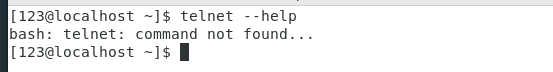 [123@localhost ~]$ telnet --help
bash: telnet: command not found...
[123@localhost ~]$